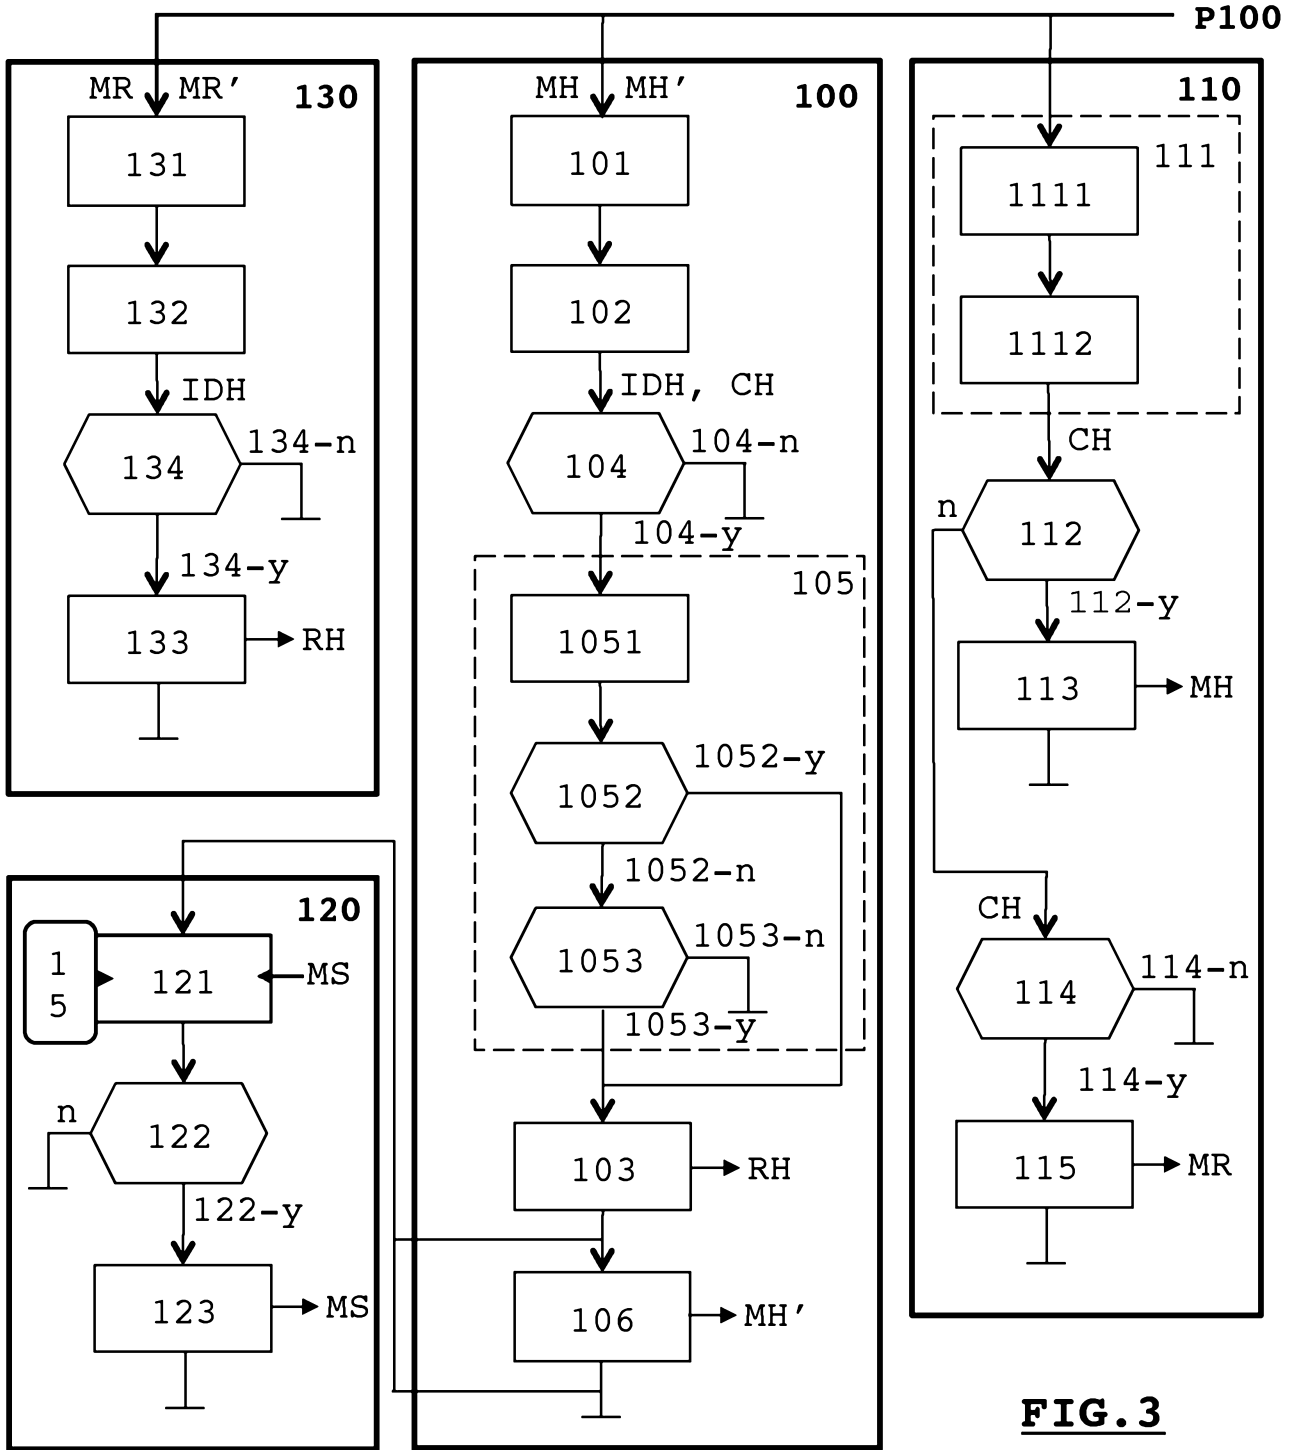 P100
MR MR′ 130
131
132
IDH
134
134-n
134-y
133
RH
MH MH′ 100
101
102
IDH, CH
104
104-n
104-y
105
1051
1052
1052-y
1052-n
1053
1053-n
1053-y
103
RH
106
MH′
110
111
1111
1112
CH
n
112
112-y
113
MH
CH
114
114-n
114-y
115
MR
120
1
5
121
MS
n
122
122-y
123
MS
FIG.3